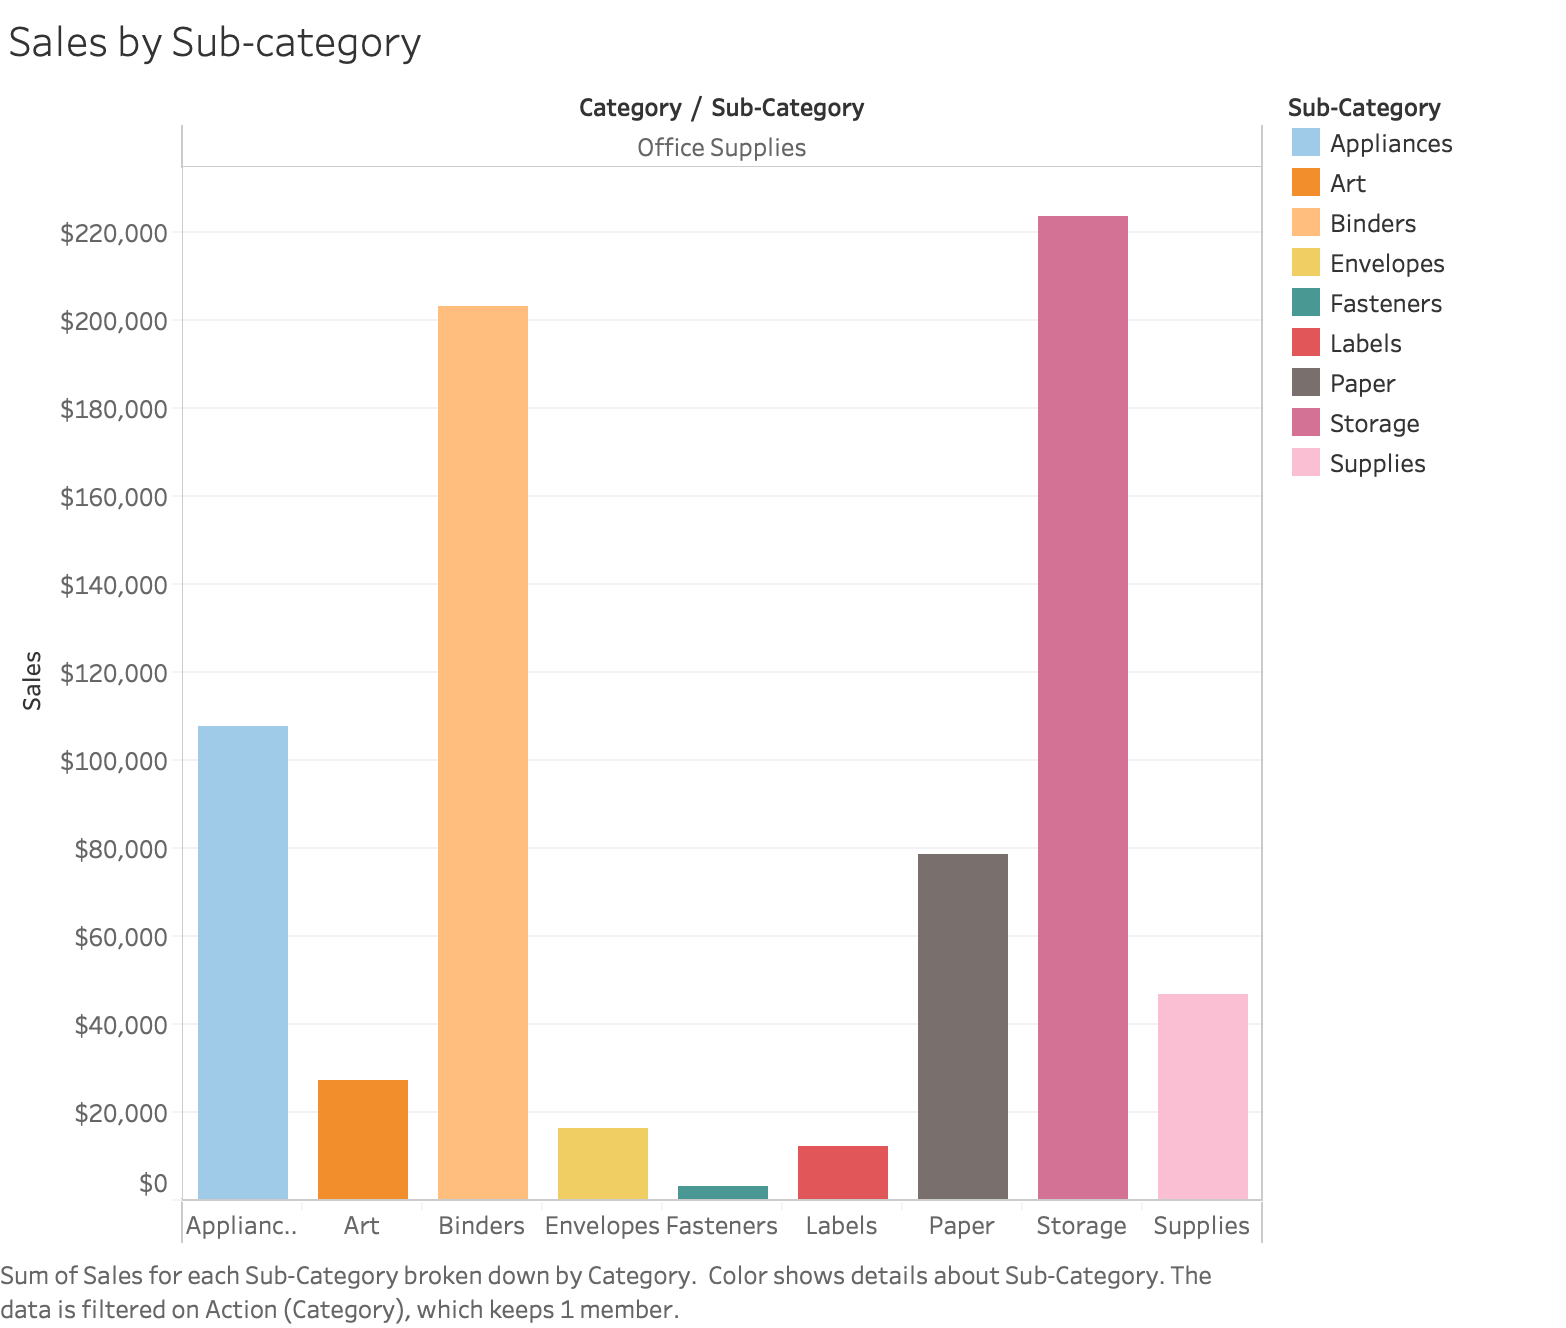 Sales by Sub-category
Category / Sub-Category
Office Supplies
Sub-Category
Appliances
Art
Binders
Envelopes
Fasteners
Labels
Paper
Storage
Supplies
Sales
$220,000
$200,000
$180,000
$160,000
$140,000
$120,000
$100,000
$80,000
$60,000
$40,000
$20,000
$0
Applianc.. Art Binders Envelopes Fasteners Labels Paper Storage Supplies
Sum of Sales for each Sub-Category broken down by Category.  Color shows details about Sub-Category. The
data is filtered on Action (Category), which keeps 1 member.